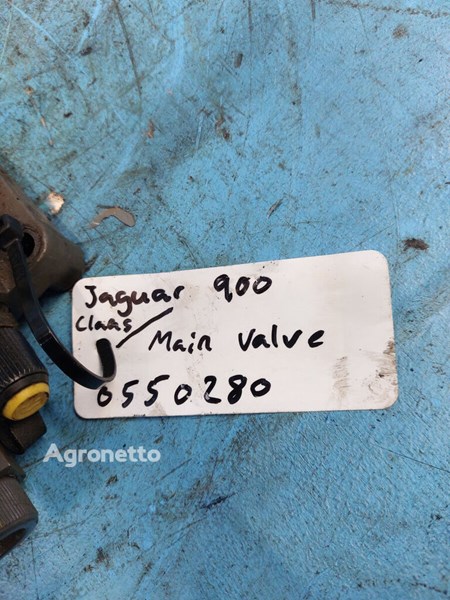 Jaguar 900
Claas / Main valve
0550280
Agronetto